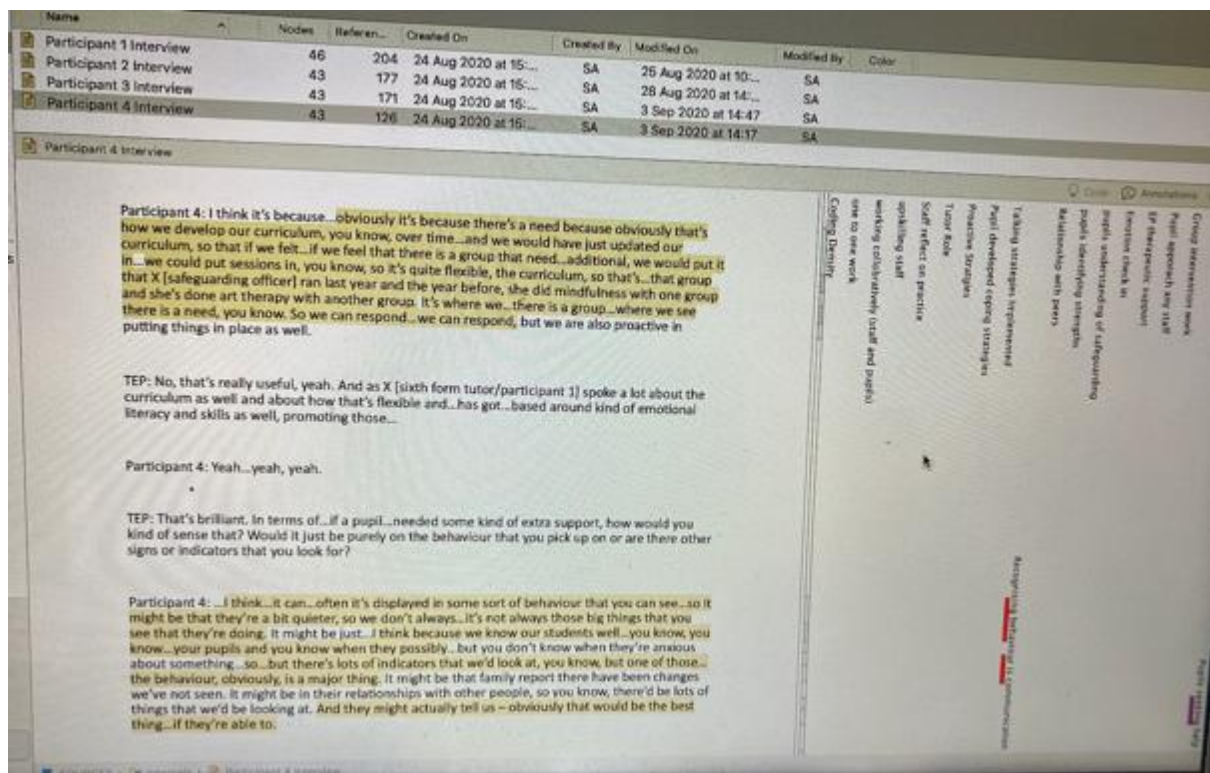 Name Nodes Referen... Created On Created By Modified On Modified By Color
Participant 1 Interview 46 204 24 Aug 2020 at 15:... SA 25 Aug 2020 at 10:... SA
Participant 2 Interview 43 177 24 Aug 2020 at 15:... SA 28 Aug 2020 at 14:... SA
Participant 3 Interview 43 171 24 Aug 2020 at 15:... SA 3 Sep 2020 at 14:47 SA
Participant 4 Interview 43 126 24 Aug 2020 at 15:... SA 3 Sep 2020 at 14:17 SA
Participant 4 Interview
Code Annotations
Participant 4: I think it's because...obviously it's because there's a need because obviously that's
how we develop our curriculum, you know, over time...and we would have just updated our
curriculum, so that if we felt...if we feel that there is a group that need...additional, we would put it
in...we could put sessions in, you know, so it's quite flexible, the curriculum, so that's...that group
that X [safeguarding officer] ran last year and the year before, she did mindfulness with one group
and she's done art therapy with another group. It's where we...there is a group...where we see
there is a need, you know. So we can respond...we can respond, but we are also proactive in
putting things in place as well.
TEP: No, that's really useful, yeah. And as X [sixth form tutor/participant 1] spoke a lot about the
curriculum as well and about how that's flexible and...has got...based around kind of emotional
literacy and skills as well, promoting those...
Participant 4: Yeah...yeah, yeah.
TEP: That's brilliant. In terms of...if a pupil...needed some kind of extra support, how would you
kind of sense that? Would it just be purely on the behaviour that you pick up on or are there other
signs or indicators that you look for?
Participant 4: ...I think...it can...often it's displayed in some sort of behaviour that you can see...so it
might be that they're a bit quieter, so we don't always...it's not always those big things that you
see that they're doing. It might be just...I think because we know our students well...you know, you
know...your pupils and you know when they possibly...but you don't know when they're anxious
about something...so...but there's lots of indicators that we'd look at, you know, but one of those...
the behaviour, obviously, is a major thing. It might be that family report there have been changes
we've not seen. It might be in their relationships with other people, so you know, there'd be lots of
things that we'd be looking at. And they might actually tell us – obviously that would be the best
thing...if they're able to.
Coding Density
one to one work
working collubratively (staff and pupils)
upskilling staff
Staff reflect on practice
Tutor Role
Proactive Strategies
Pupil developed coping strategies
Talking strategies implemented
Recognising behaviour is communication
Relationship with peers
pupils identifying strengths
pupils understanding of safeguarding
Emotion check in
EP therapeutic support
Pupil approach any staff
Group intervention work
Pupils seeking help